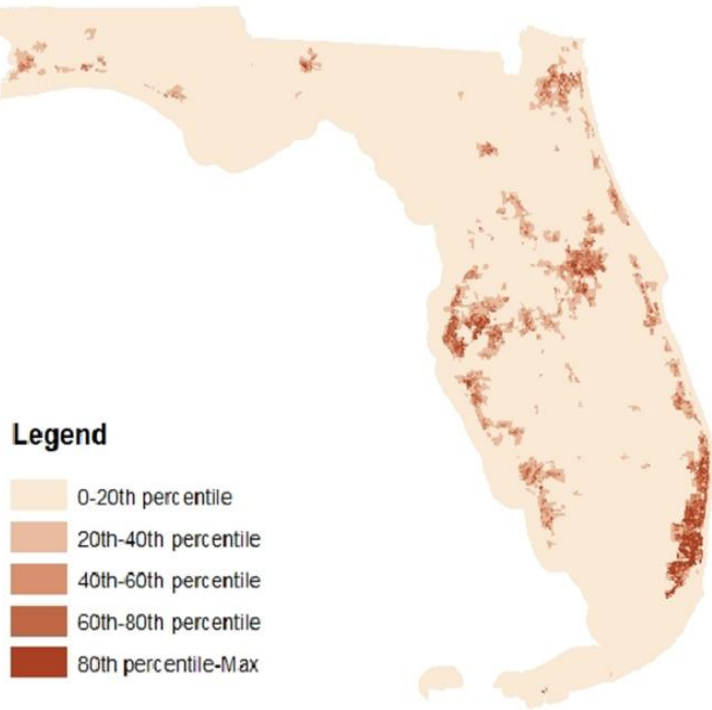 Legend
0-20th percentile
20th-40th percentile
40th-60th percentile
60th-80th percentile
80th percentile-Max